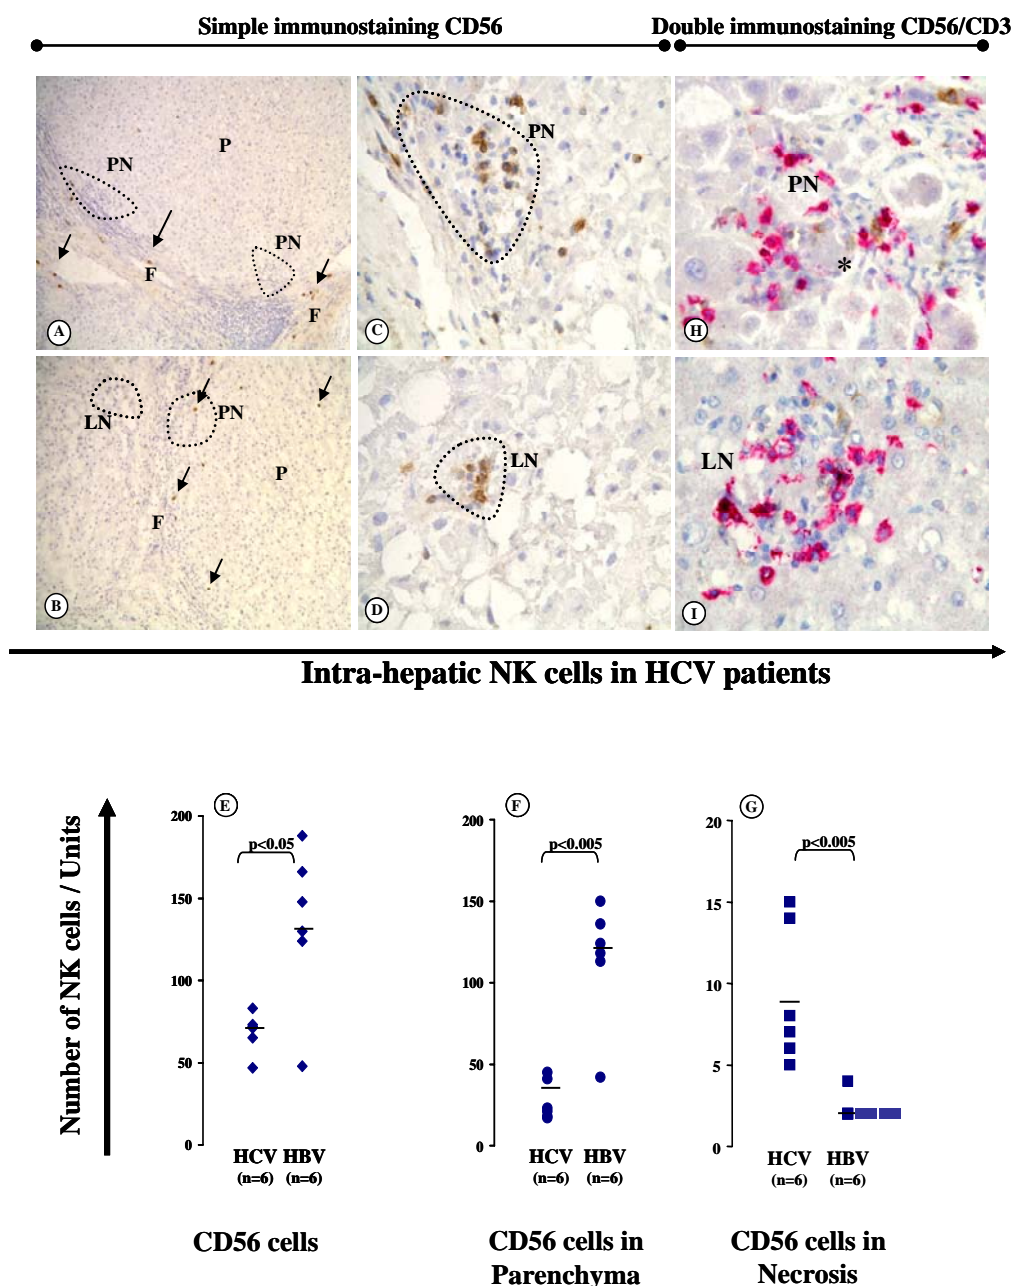 Simple immunostaining CD56
Double immunostaining CD56/CD3
PN
P
PN
F
F
A
PN
C
PN
*
H
LN
PN
P
F
B
LN
D
LN
I
Intra-hepatic NK cells in HCV patients
Number of NK cells / Units
E
200
150
100
50
0
p<0.05
HCV HBV
(n=6) (n=6)
CD56 cells
F
200
150
100
50
0
p<0.005
HCV HBV
(n=6) (n=6)
CD56 cells in
Parenchyma
G
20
15
10
5
0
p<0.005
HCV HBV
(n=6) (n=6)
CD56 cells in
Necrosis